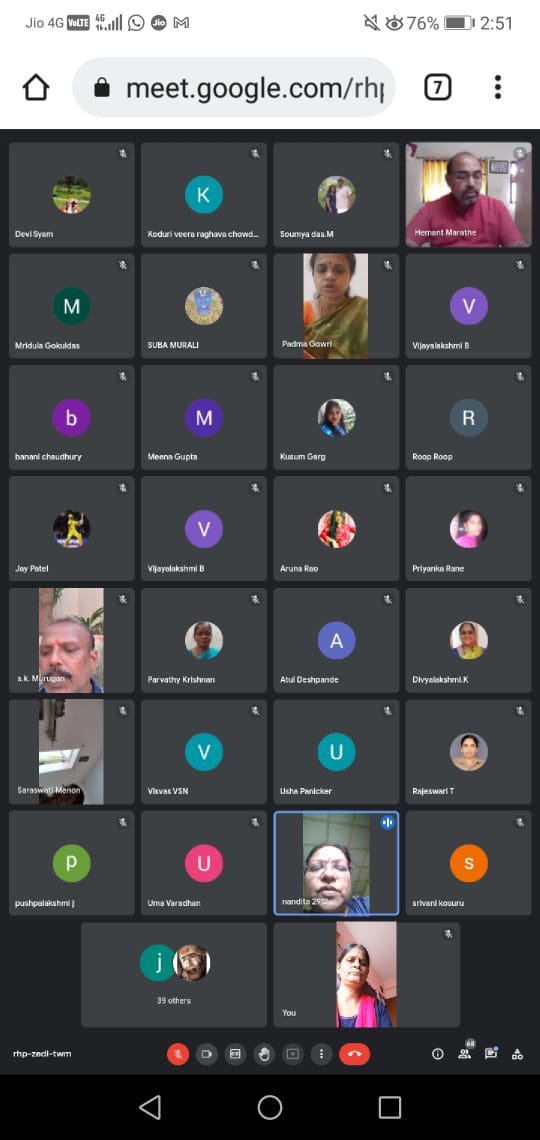 Jio 4G VoLTE 4G 76% 2:51
meet.google.com/rhp
7
Devi Syam
K
Koduri veera raghava chowd...
Soumya das.M
Hemant Marathe
M
Mridula Gokuldas
SUBA MURALI
Padma Gowri
V
Vijayalakshmi B
b
banani chaudhury
M
Meena Gupta
Kusum Garg
R
Roop Roop
Jay Patel
V
Vijayalakshmi B
Aruna Rao
Priyanka Rane
s.k. Murugan
Parvathy Krishnan
A
Atul Deshpande
Divyalakshmi.K
Saraswati Menon
V
Visvas VSN
U
Usha Panicker
Rajeswari T
p
pushpalakshmi j
U
Uma Varadhan
nandita 2912
s
srivani kosuru
j
39 others
You
rhp-zedi-twm
68